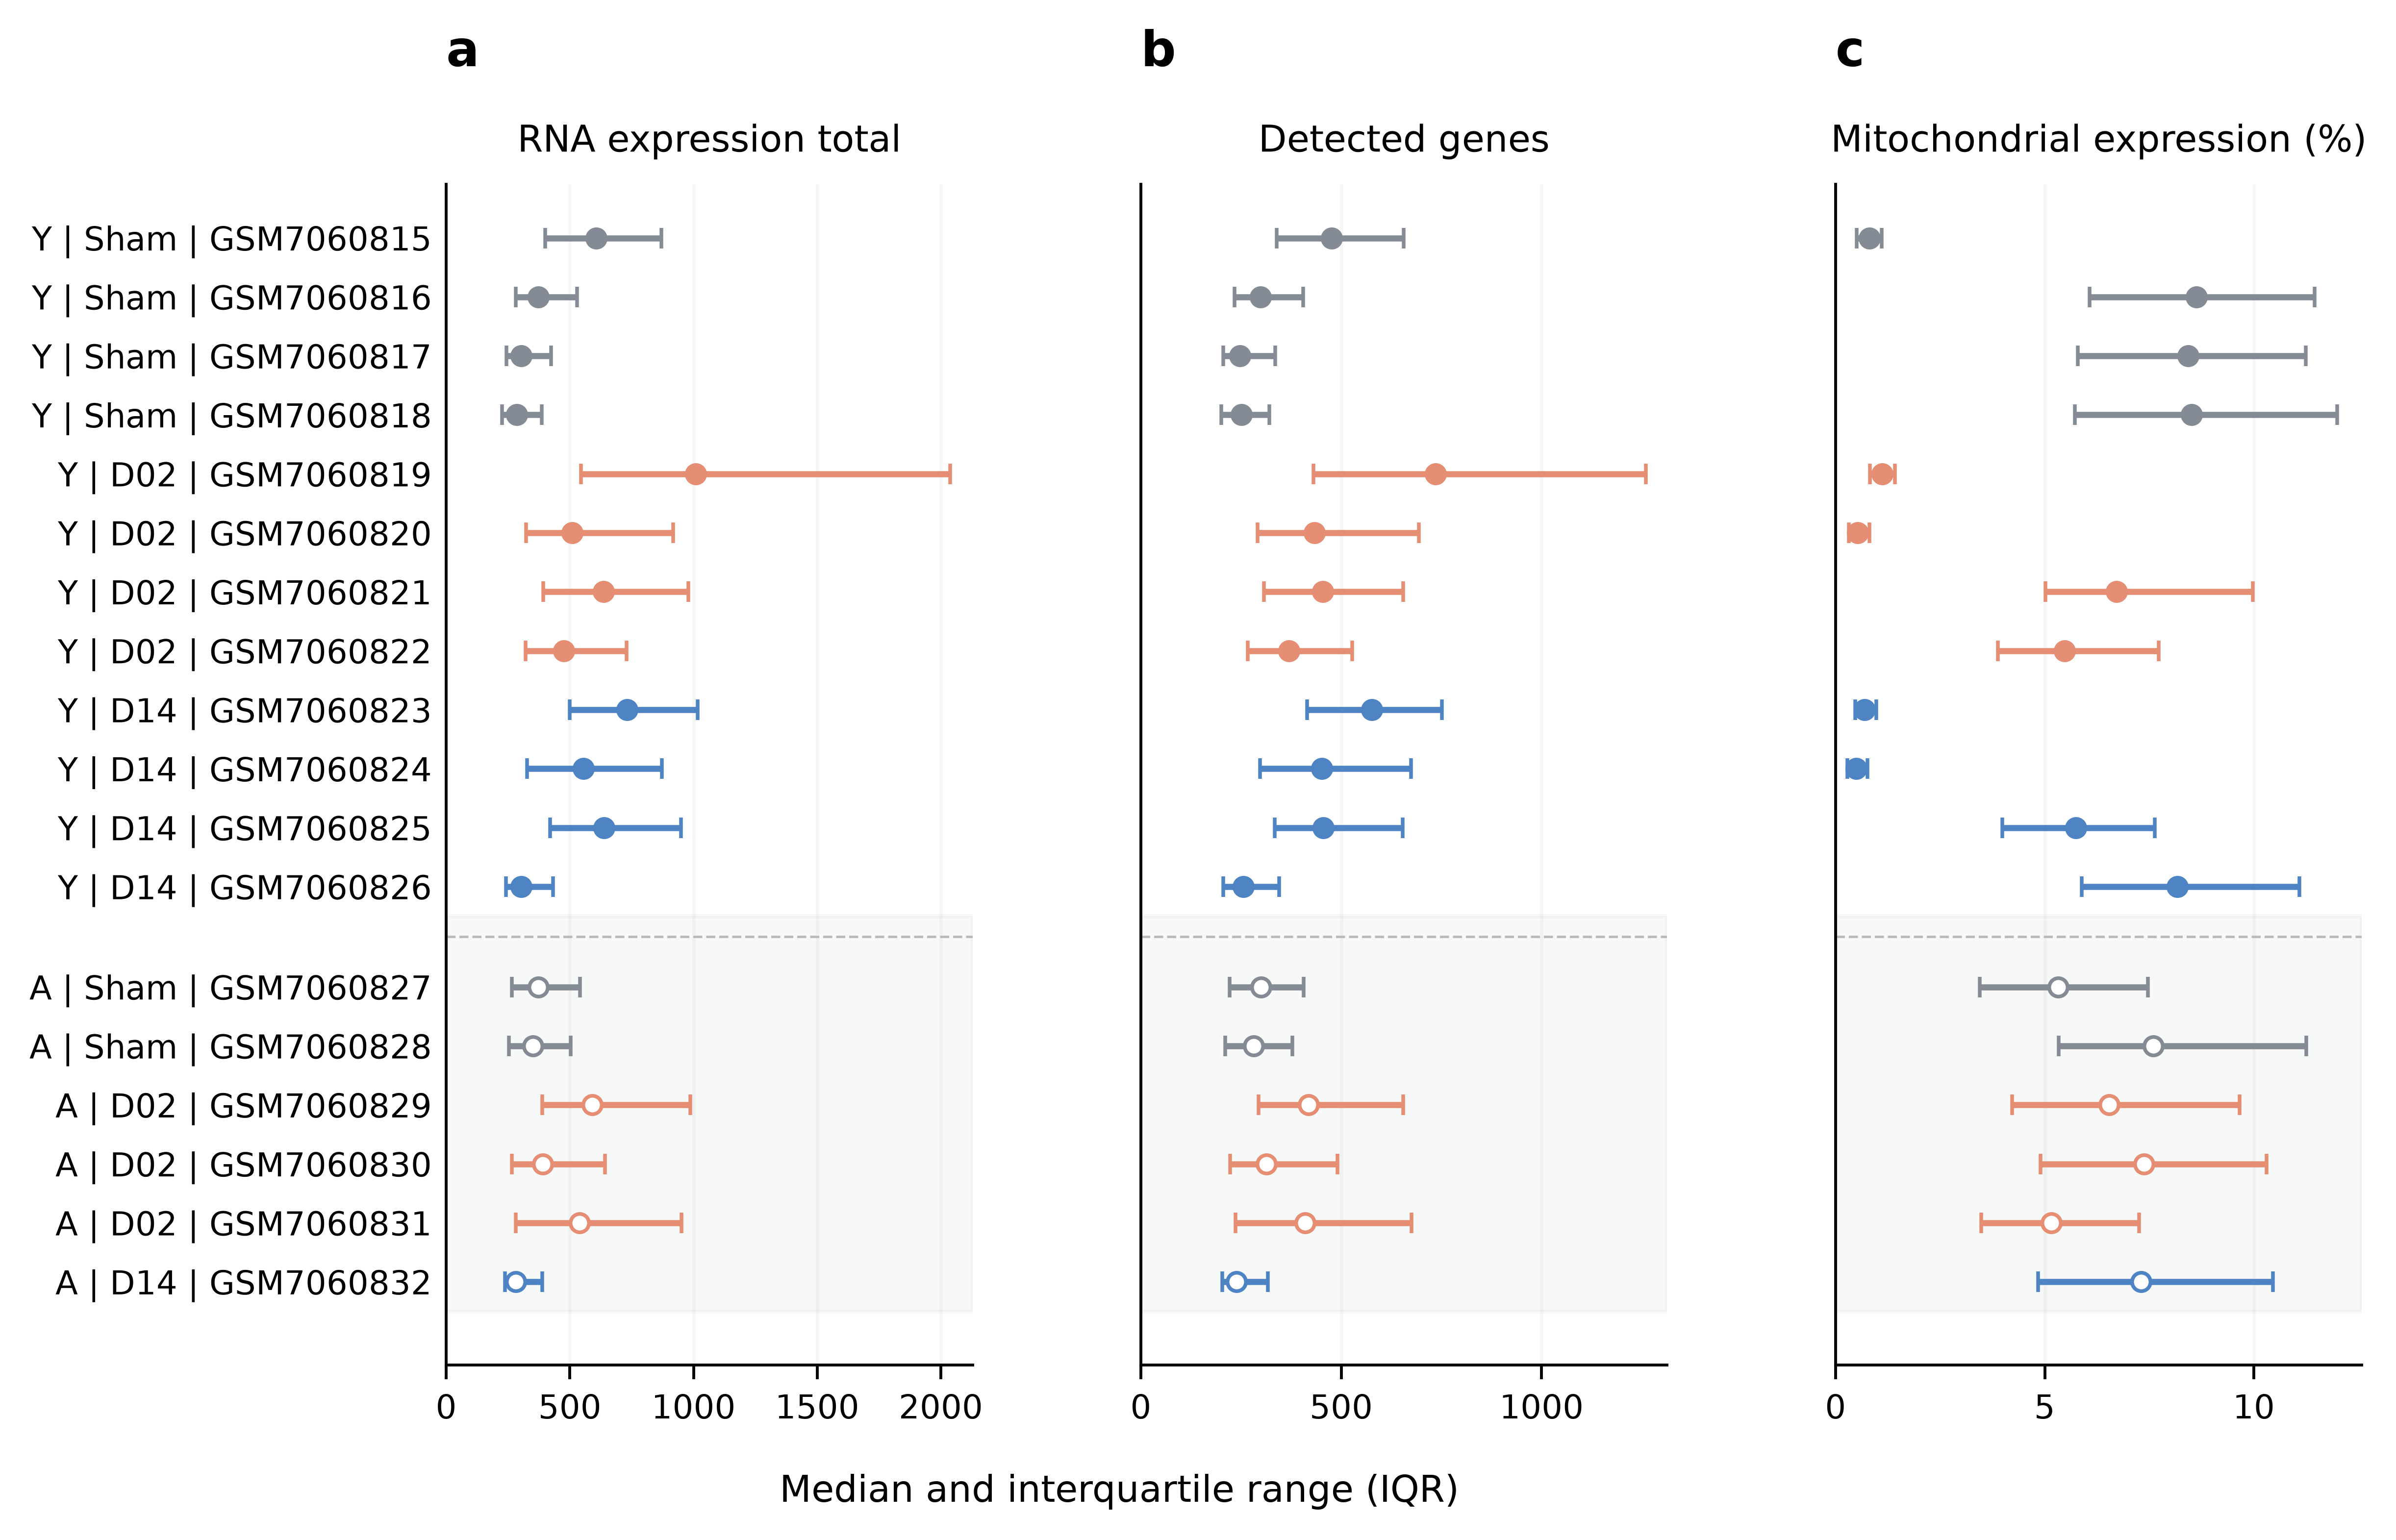 a b c
RNA expression total Detected genes Mitochondrial expression (%)
Y | Sham | GSM7060815
Y | Sham | GSM7060816
Y | Sham | GSM7060817
Y | Sham | GSM7060818
Y | D02 | GSM7060819
Y | D02 | GSM7060820
Y | D02 | GSM7060821
Y | D02 | GSM7060822
Y | D14 | GSM7060823
Y | D14 | GSM7060824
Y | D14 | GSM7060825
Y | D14 | GSM7060826
A | Sham | GSM7060827
A | Sham | GSM7060828
A | D02 | GSM7060829
A | D02 | GSM7060830
A | D02 | GSM7060831
A | D14 | GSM7060832
0 500 1000 1500 2000 0 500 1000 0 5 10
Median and interquartile range (IQR)